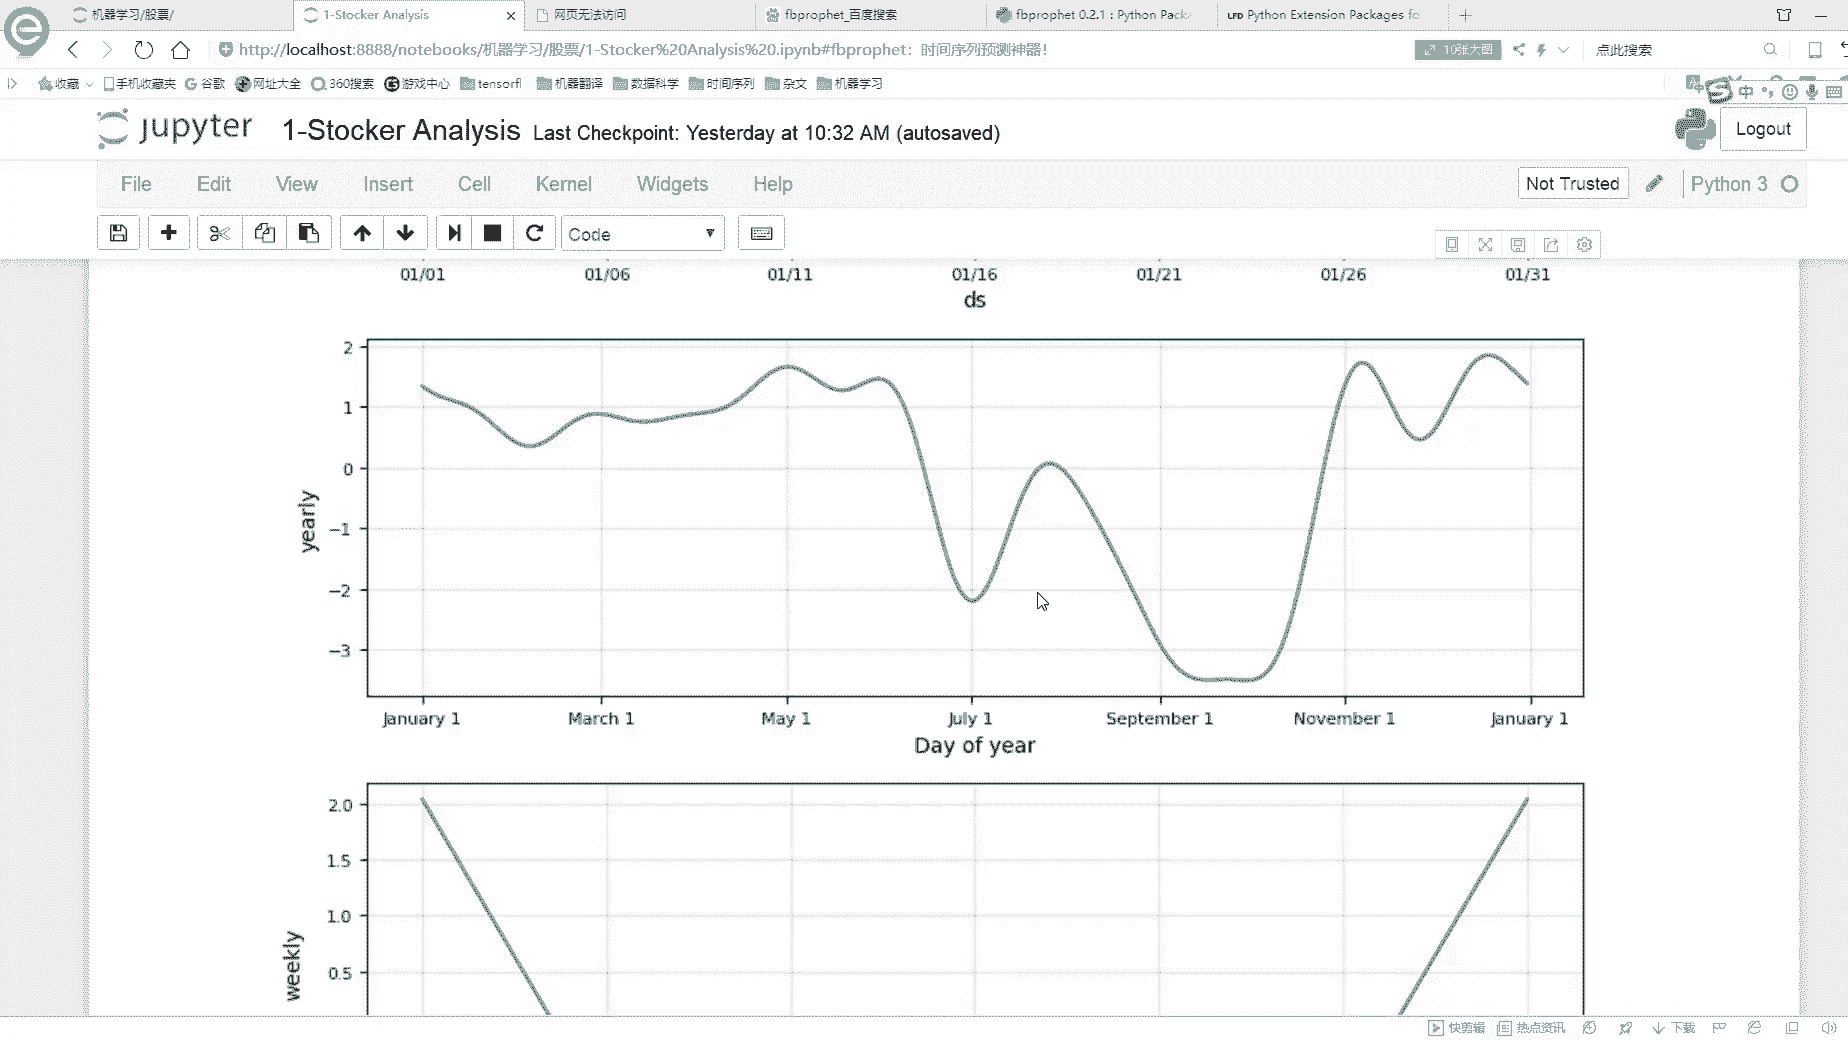 机器学习/股票/
1-Stocker Analysis
网页无法访问
fbprophet_百度搜索
fbprophet 0.2.1 : Python Pack
LFD Python Extension Packages fo
http://localhost:8888/notebooks/机器学习/股票/1-Stocker%20Analysis%20.ipynb#fbprophet：时间序列预测神器！
10张大图
点此搜索
收藏
手机收藏夹
谷歌
网址大全
360搜索
游戏中心
tensorfl
机器翻译
数据科学
时间序列
杂文
机器学习
中
jupyter
1-Stocker Analysis
Last Checkpoint: Yesterday at 10:32 AM (autosaved)
Logout
File Edit View Insert Cell Kernel Widgets Help
Not Trusted
Python 3
Code
01/01 01/06 01/11 01/16 01/21 01/26 01/31
ds
2
1
0
−1
−2
−3
yearly
January 1 March 1 May 1 July 1 September 1 November 1 January 1
Day of year
2.0
1.5
1.0
0.5
weekly
快剪辑
热点资讯
下载